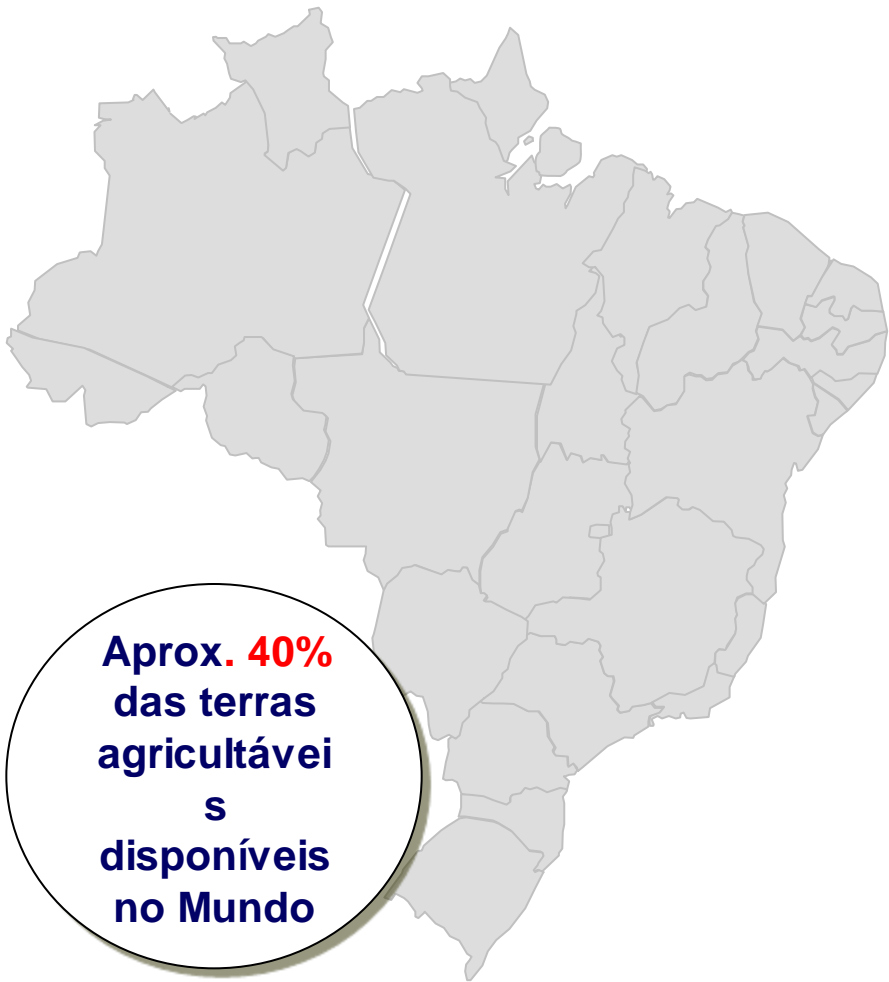 Aprox. 40%
das terras
agricultávei
s
disponíveis
no Mundo